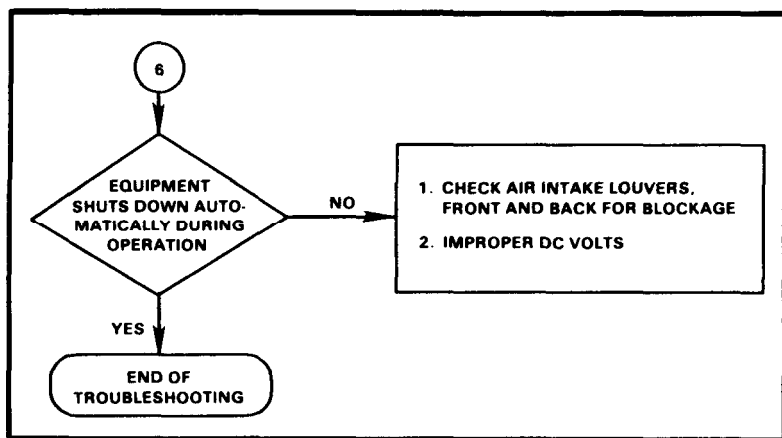 6
EQUIPMENT
SHUTS DOWN AUTO-
MATICALLY DURING
OPERATION
NO
1. CHECK AIR INTAKE LOUVERS,
FRONT AND BACK FOR BLOCKAGE
2. IMPROPER DC VOLTS
YES
END OF
TROUBLESHOOTING